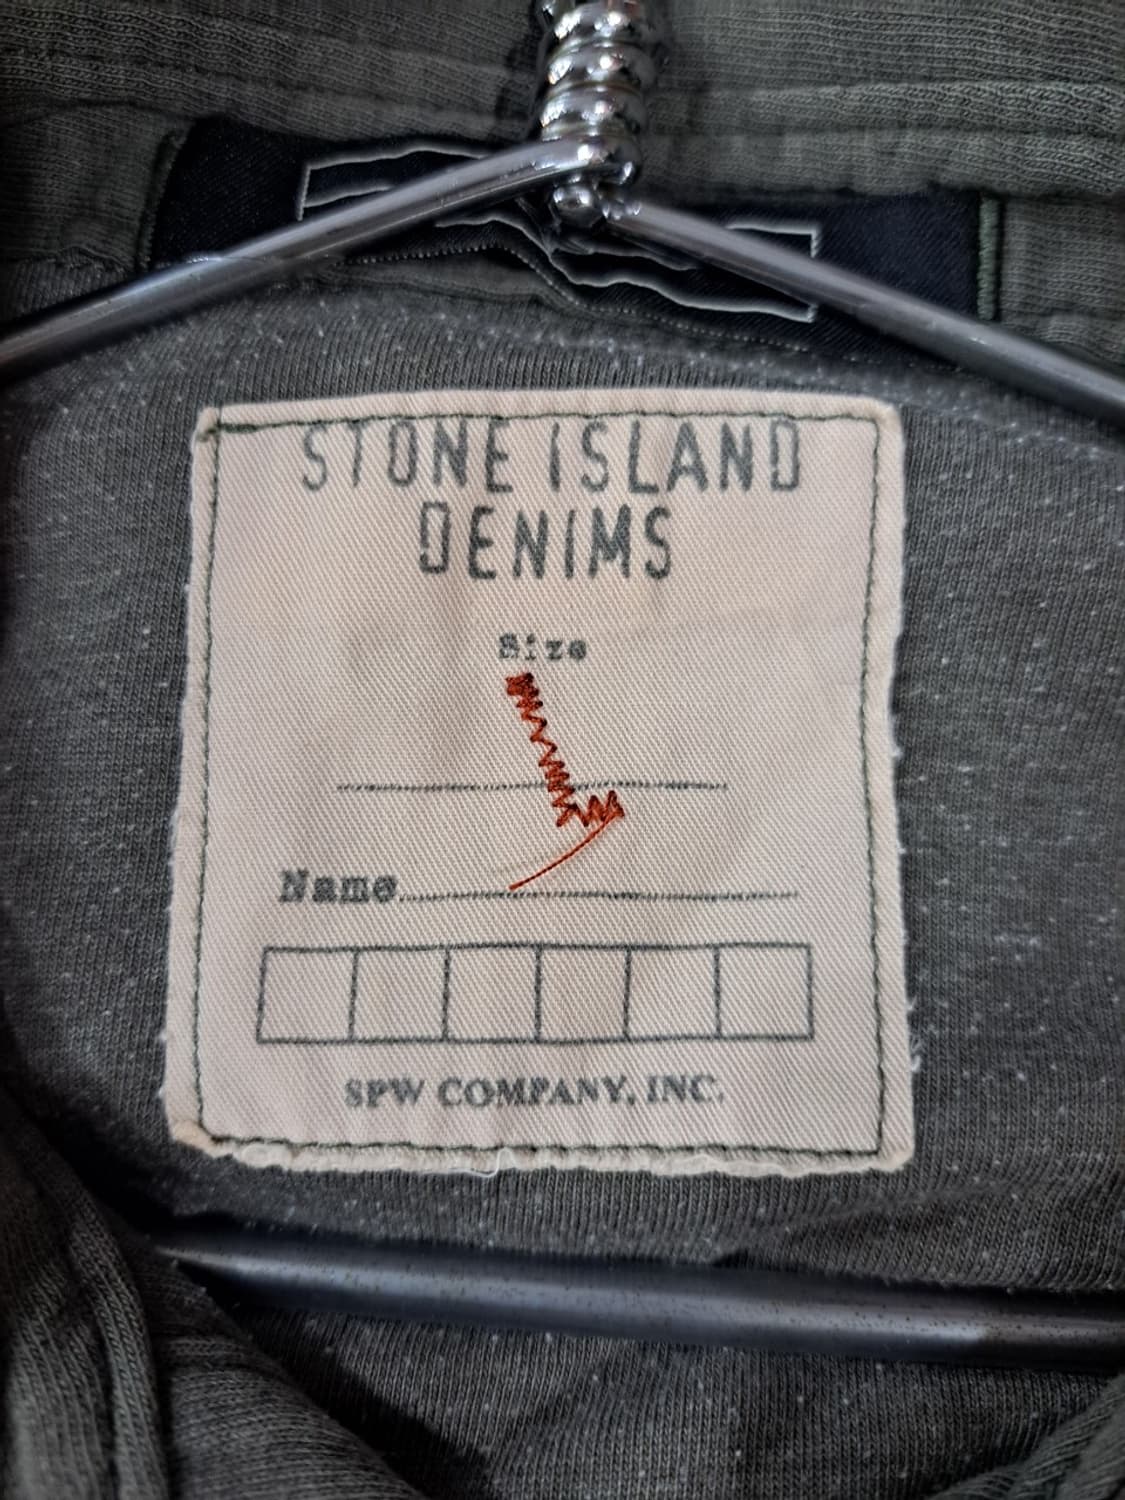 STONE ISLAND
DENIMS
Size
L
Name
SPW COMPANY, INC.